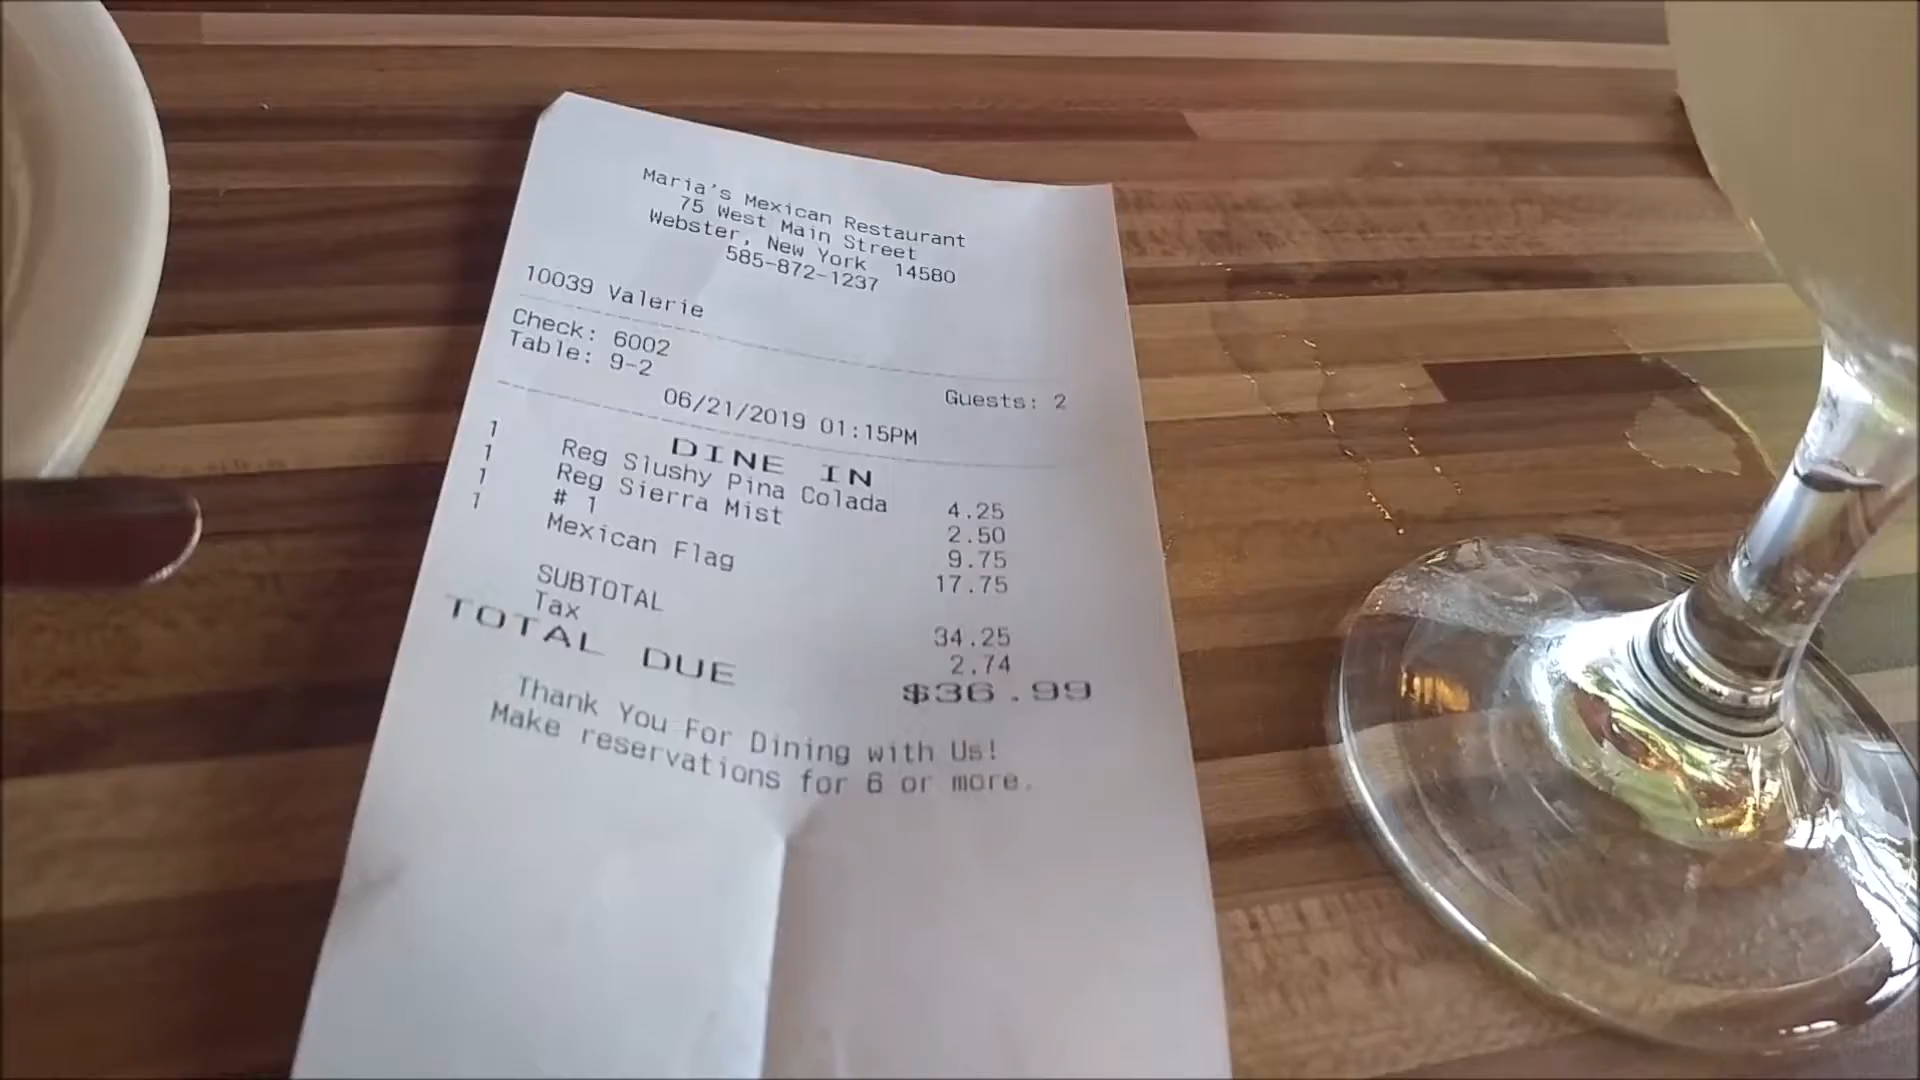 Maria's Mexican Restaurant
75 West Main Street
Webster, New York 14580
585-872-1237
10039 Valerie
Check: 6002 Guests: 2
Table: 9-2
06/21/2019 01:15PM
DINE IN
1 Reg Slushy Pina Colada 4.25
1 Reg Sierra Mist 2.50
1 # 1 9.75
1 Mexican Flag 17.75
SUBTOTAL 34.25
Tax 2.74
TOTAL DUE $36.99
Thank You For Dining with Us!
Make reservations for 6 or more.